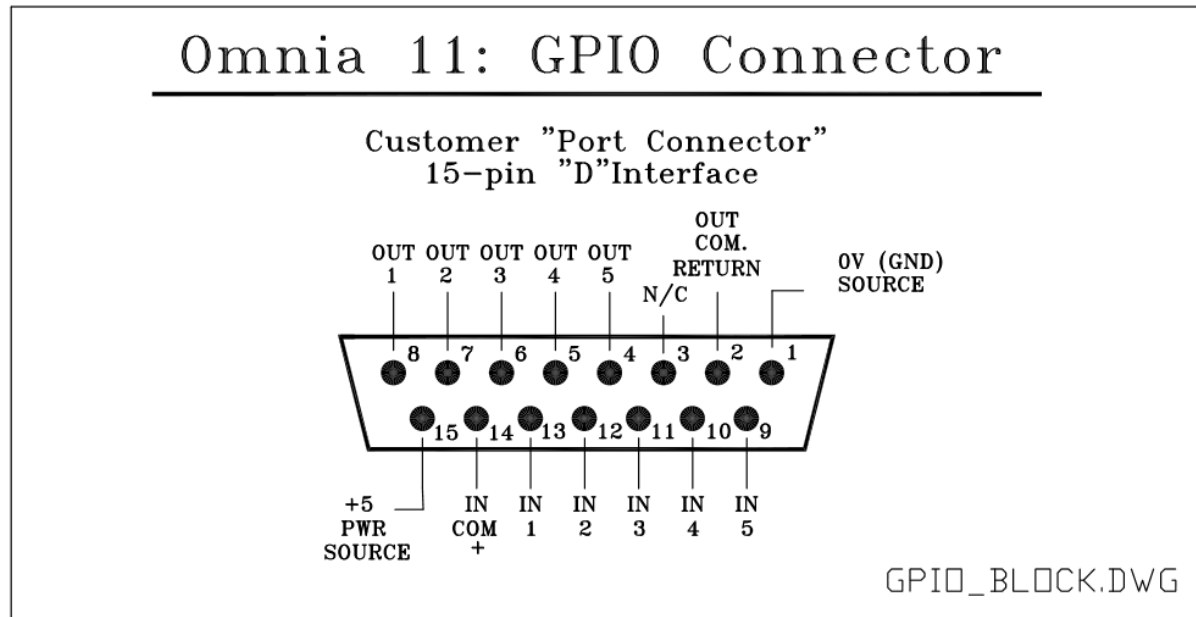 Omnia 11: GPIO Connector
Customer "Port Connector"
15-pin "D"Interface
OUT
COM.
RETURN
OUT OUT OUT OUT OUT
1 2 3 4 5
N/C
0V (GND)
SOURCE
8 7 6 5 4 3 2 1
15 14 13 12 11 10 9
+5
PWR
SOURCE
IN
COM
+
IN
1
IN
2
IN
3
IN
4
IN
5
GPIO_BLOCK.DWG